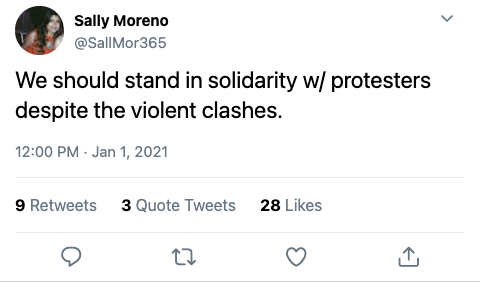 Sally Moreno
@SallMor365
We should stand in solidarity w/ protesters
despite the violent clashes.
12:00 PM · Jan 1, 2021
9 Retweets 3 Quote Tweets 28 Likes